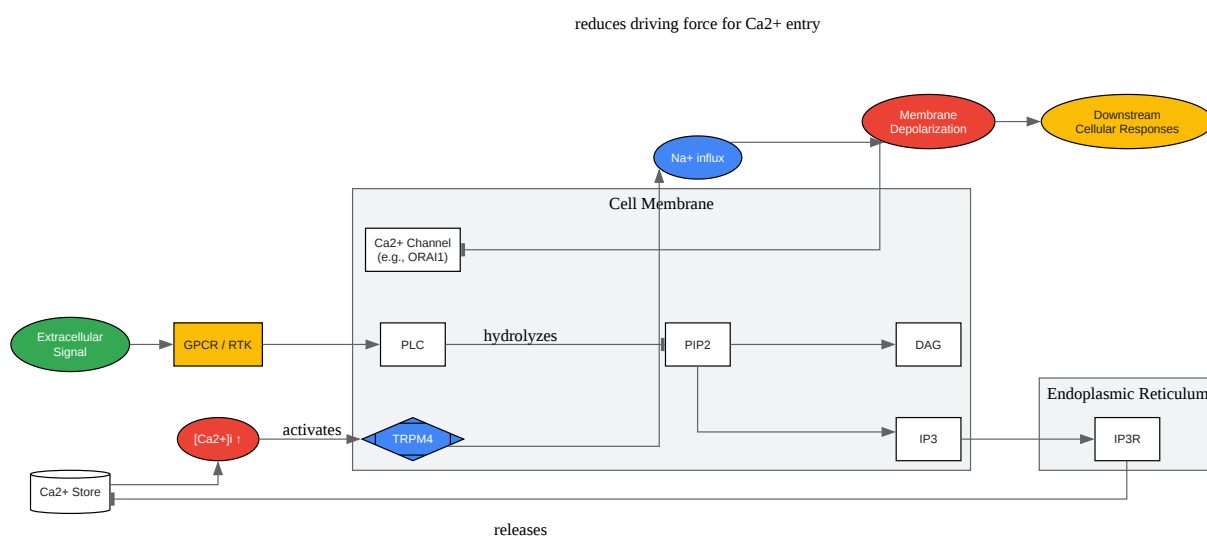 reduces driving force for Ca2+ entry
Membrane
Depolarization
Downstream
Cellular Responses
Na+ influx
Cell Membrane
Ca2+ Channel
(e.g., ORAI1)
Extracellular
Signal
GPCR / RTK
PLC
hydrolyzes
PIP2
DAG
Endoplasmic Reticulum
[Ca2+]i ↑
activates
TRPM4
IP3
IP3R
Ca2+ Store
releases